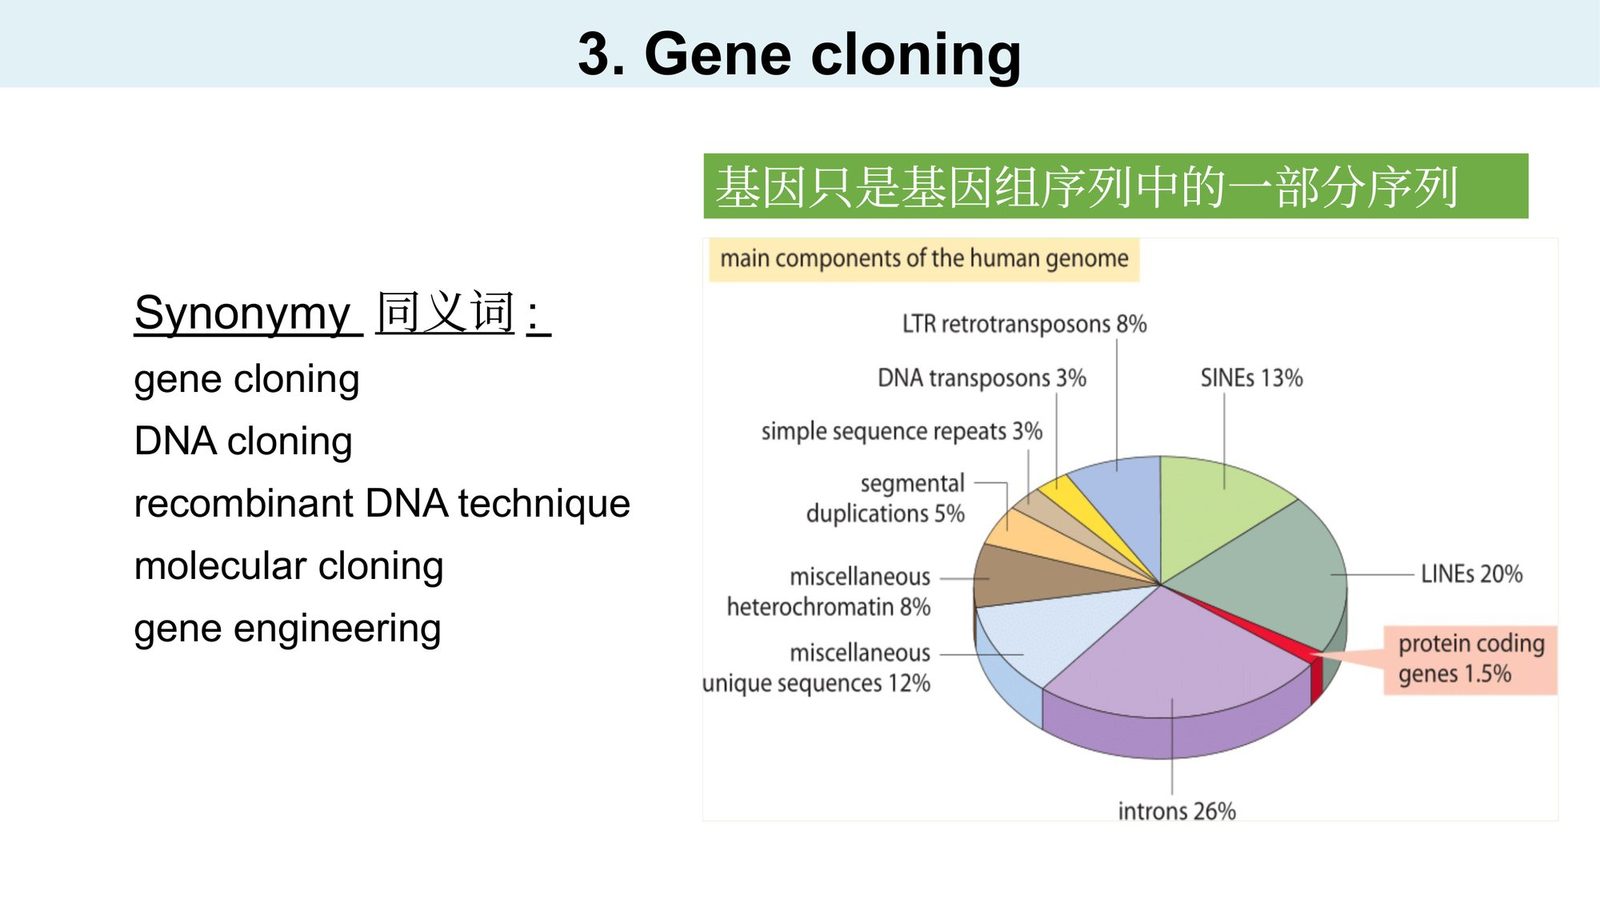 3. Gene cloning
Synonymy 同义词 :
gene cloning
DNA cloning
recombinant DNA technique
molecular cloning
gene engineering
基因只是基因组序列中的一部分序列
main components of the human genome
LTR retrotransposons 8%
DNA transposons 3%
SINEs 13%
simple sequence repeats 3%
segmental
duplications 5%
LINEs 20%
miscellaneous
heterochromatin 8%
protein coding
genes 1.5%
miscellaneous
unique sequences 12%
introns 26%